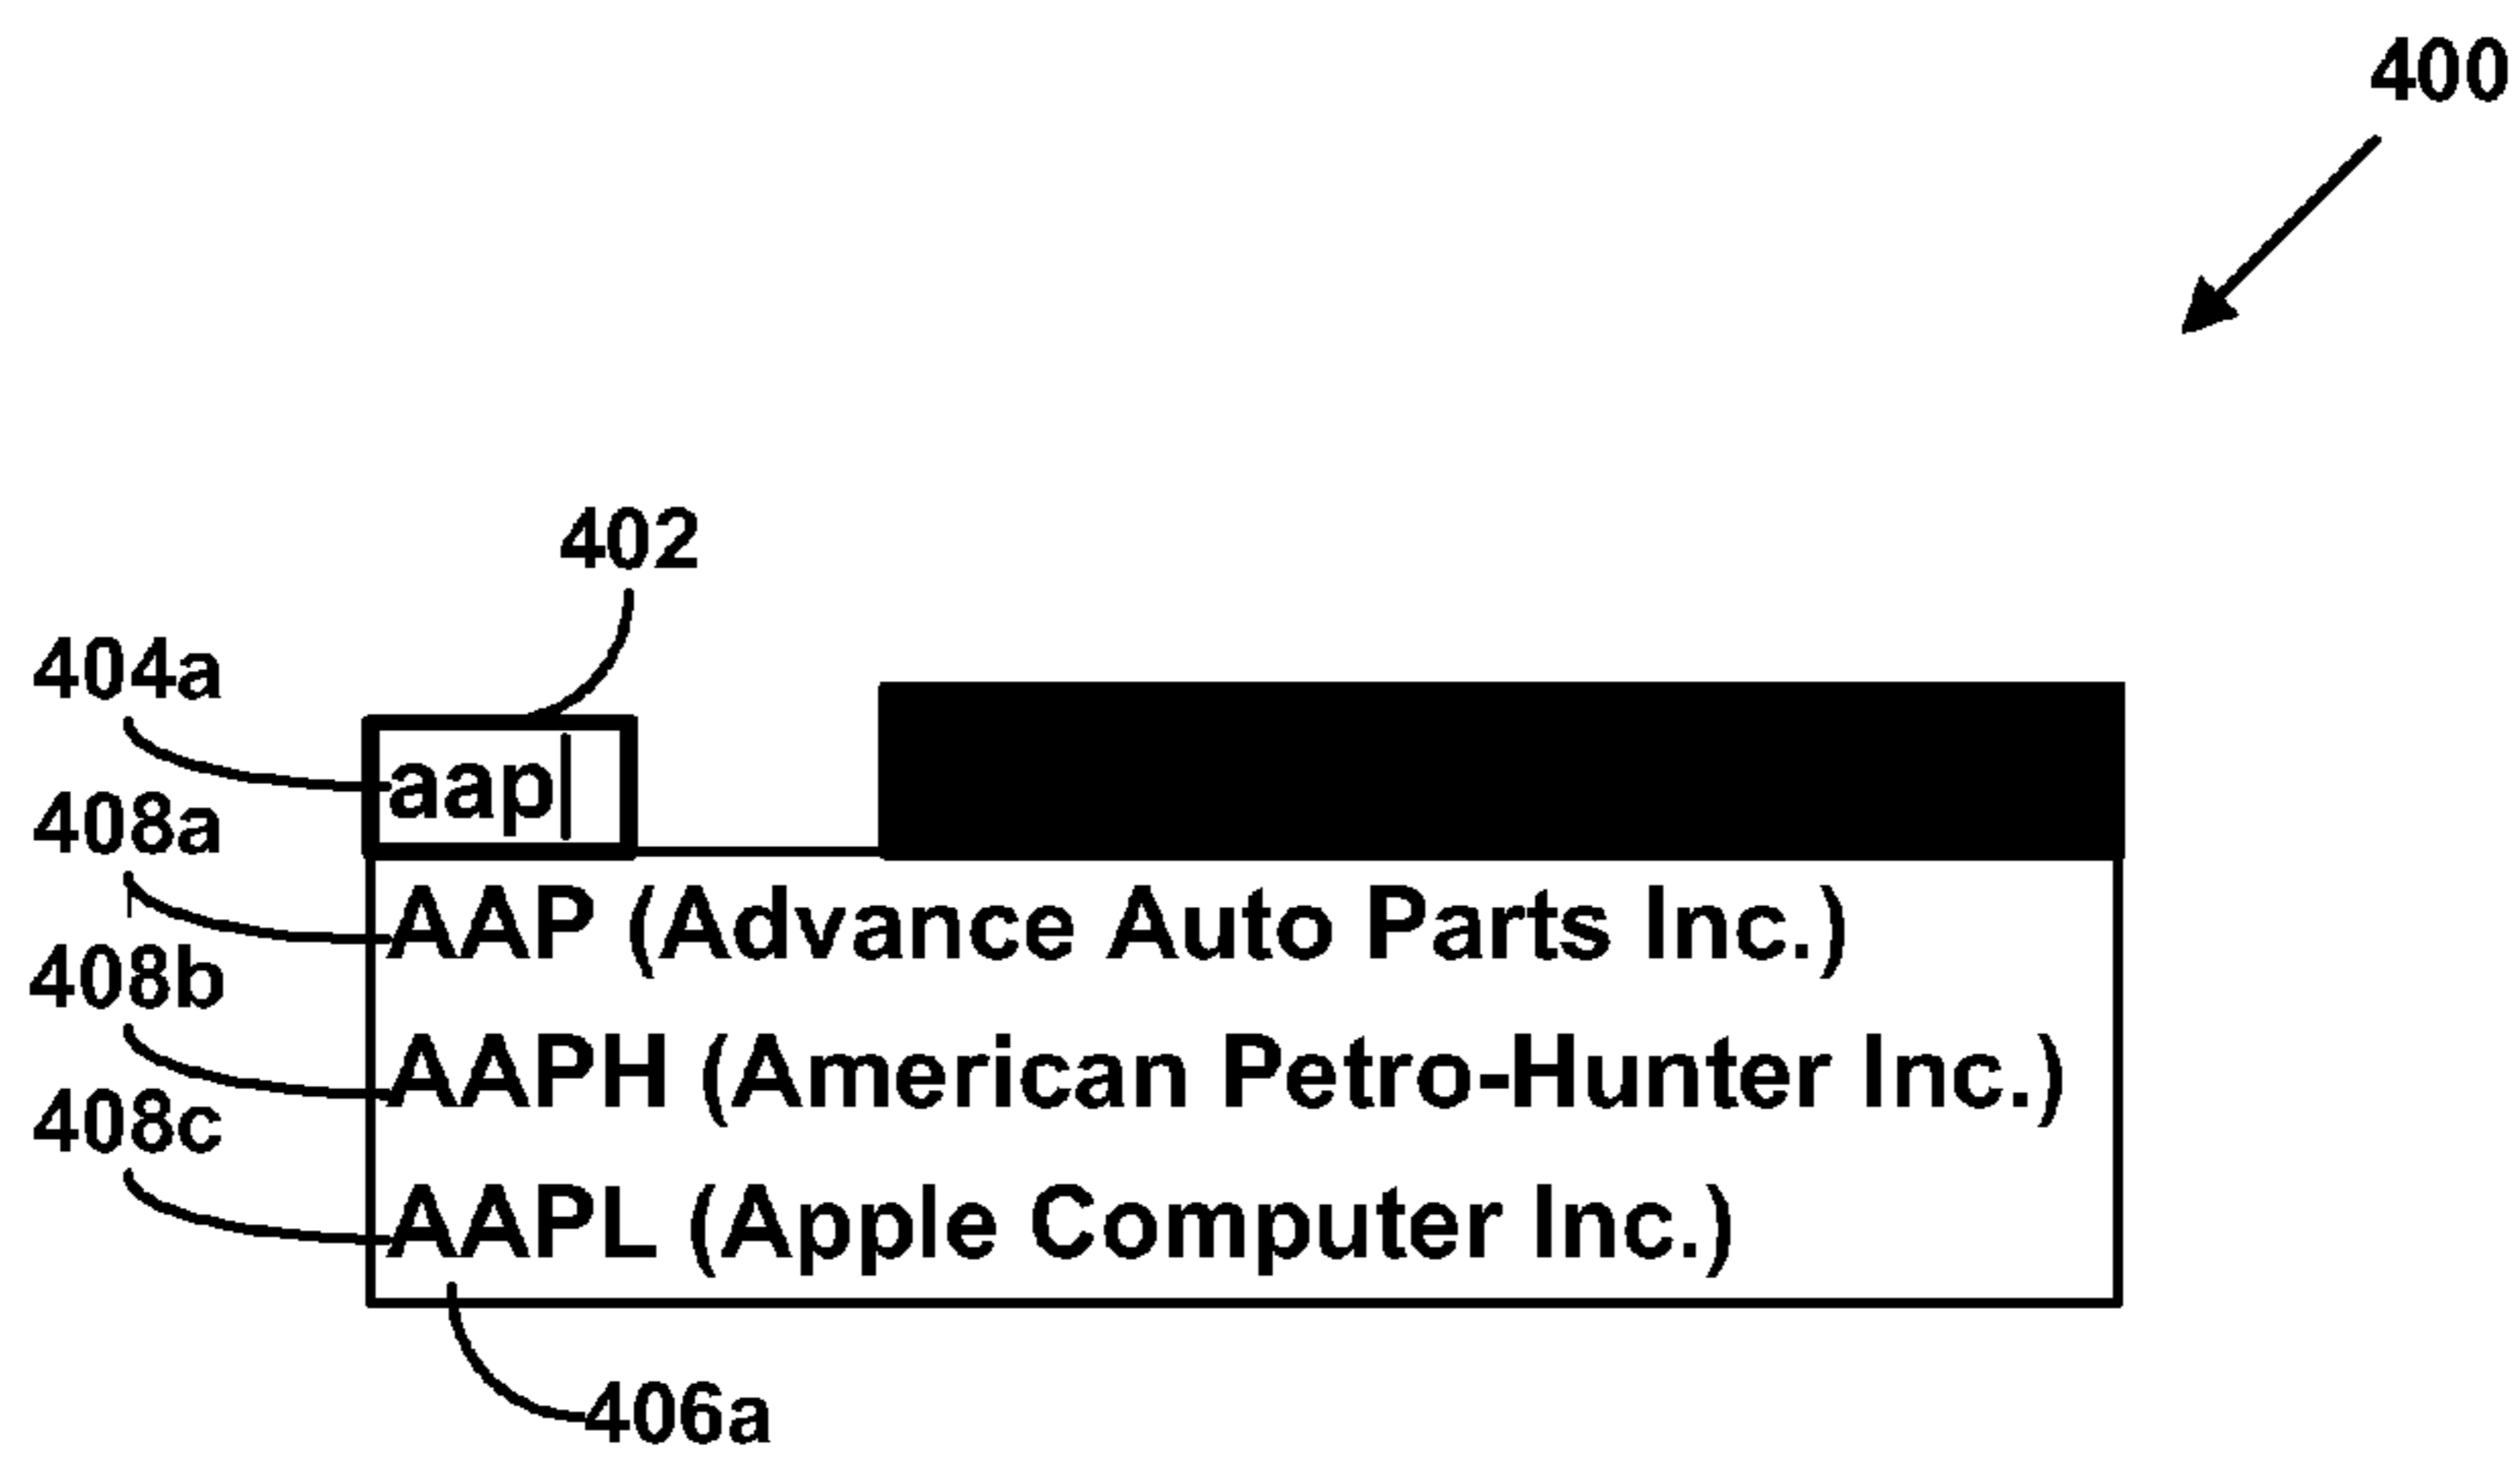 400
402
404a
aap
408a
AAP (Advance Auto Parts Inc.)
408b
AAPH (American Petro-Hunter Inc.)
408c
AAPL (Apple Computer Inc.)
406a